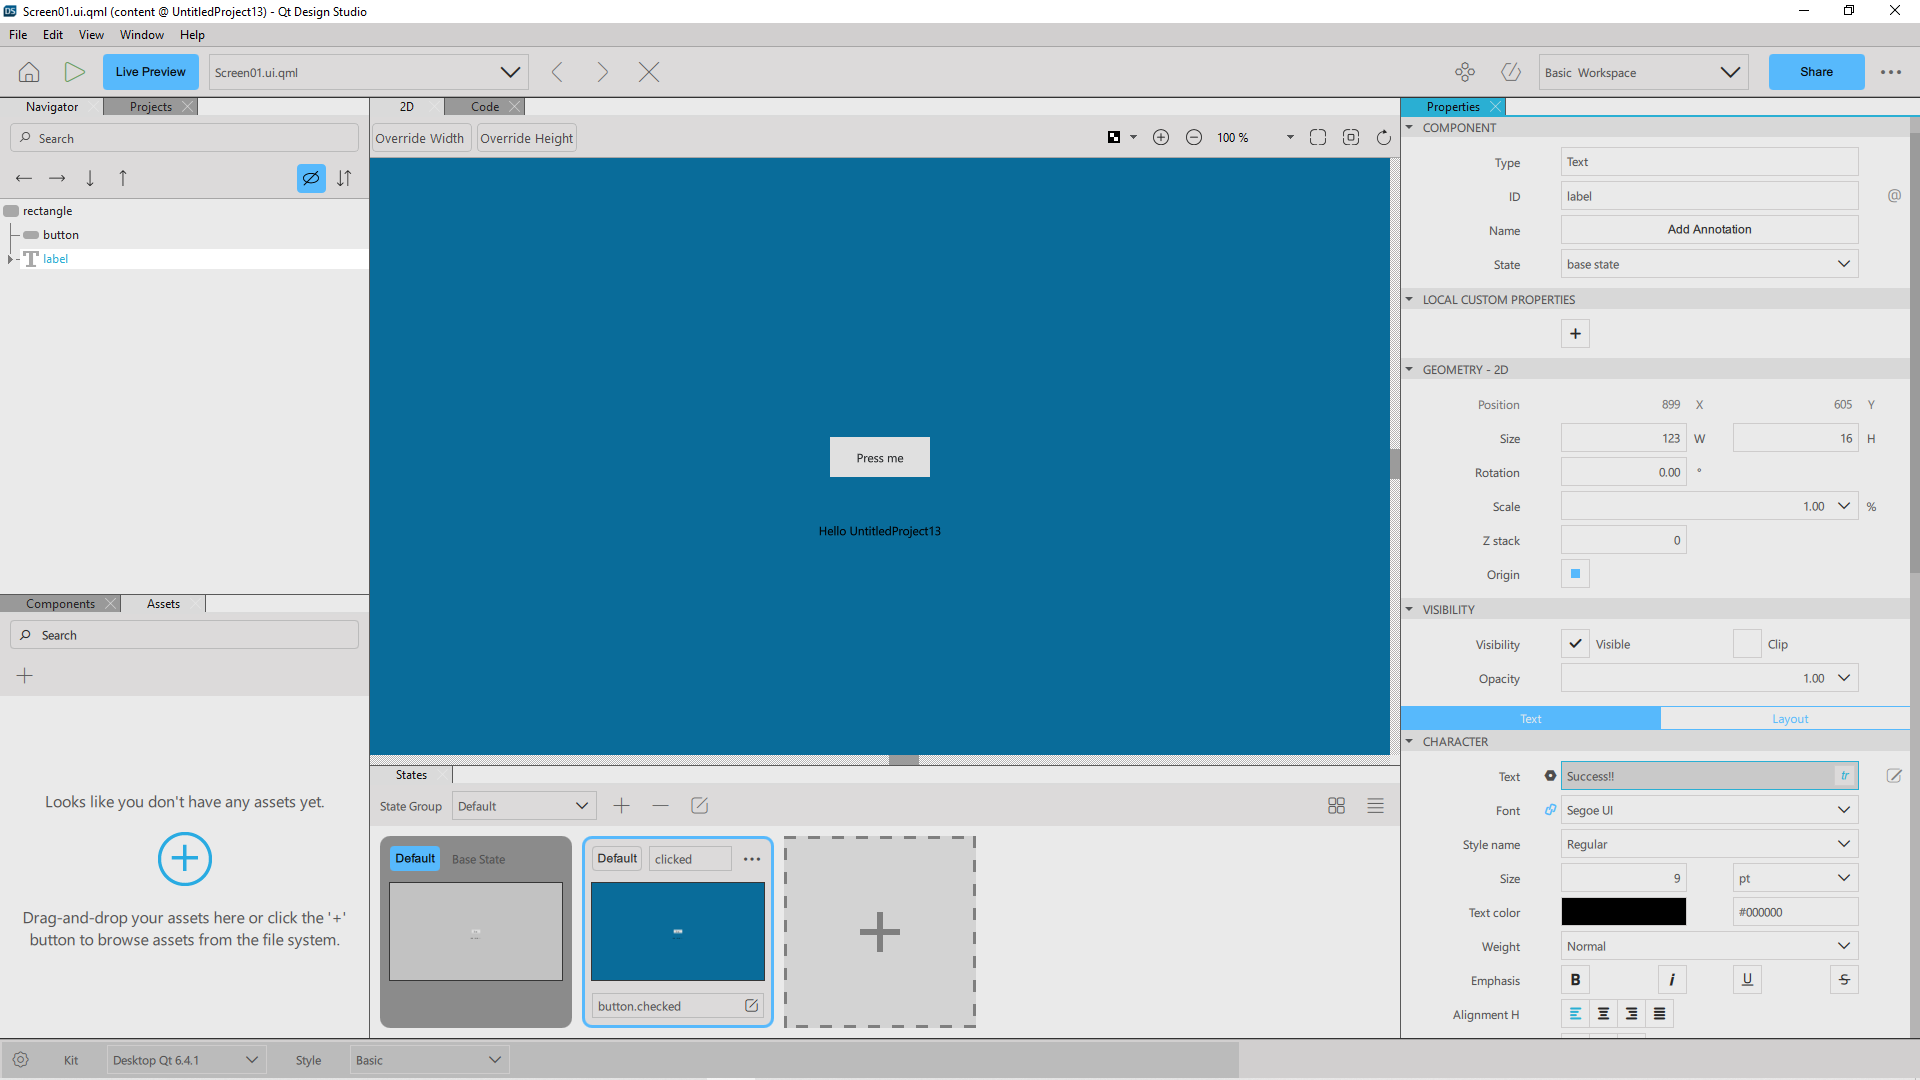 DS Screen01.ui.qml (content @ UntitledProject13) - Qt Design Studio
File Edit View Window Help
Live Preview Screen01.ui.qml Basic Workspace Share
Navigator Projects
Search
rectangle
button
label
Components Assets
Search
Looks like you don't have any assets yet.
Drag-and-drop your assets here or click the '+'
button to browse assets from the file system.
2D Code
Override Width Override Height 100 %
Press me
Hello UntitledProject13
States
State Group Default
Default Base State
Default clicked
button.checked
Properties
COMPONENT
Type Text
ID label @
Name Add Annotation
State base state
LOCAL CUSTOM PROPERTIES
GEOMETRY - 2D
Position 899 X 605 Y
Size 123 W 16 H
Rotation 0.00 °
Scale 1.00 %
Z stack 0
Origin
VISIBILITY
Visibility Visible Clip
Opacity 1.00
Text Layout
CHARACTER
Text Success!! tr
Font Segoe UI
Style name Regular
Size 9 pt
Text color #000000
Weight Normal
Emphasis B i U S
Alignment H
Kit Desktop Qt 6.4.1 Style Basic